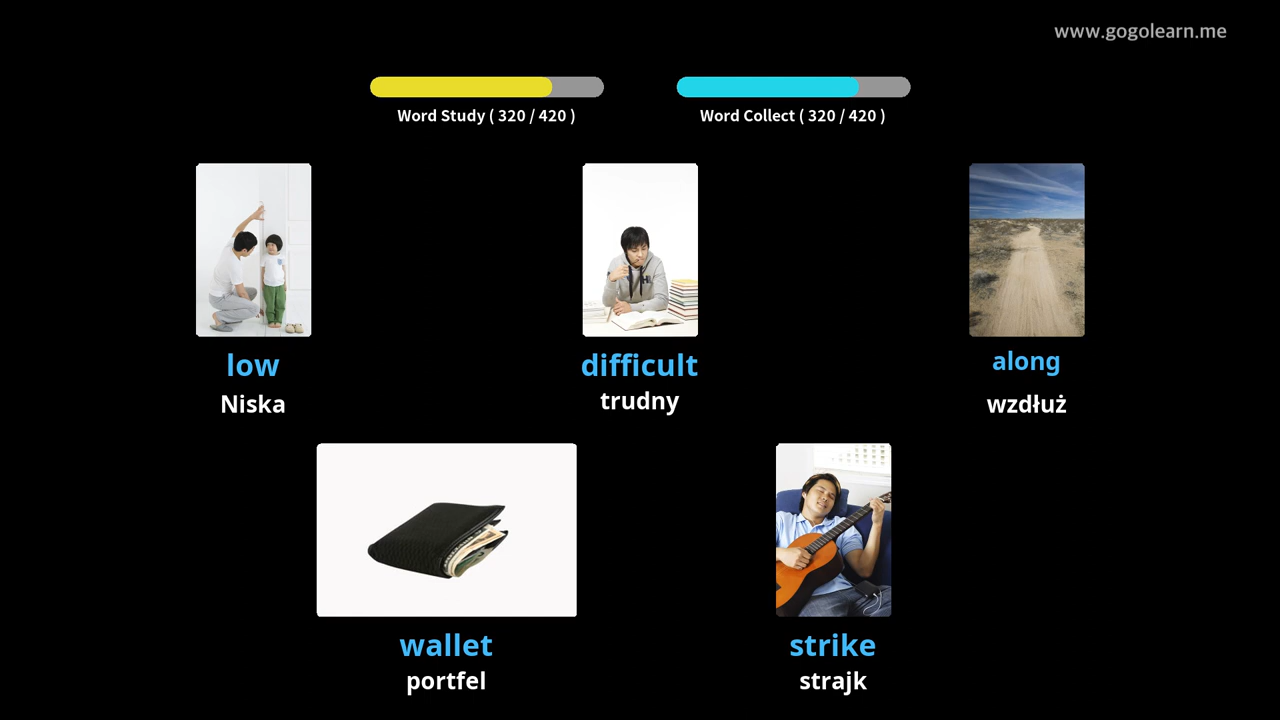 www.gogolearn.me
Word Study ( 320 / 420 )
Word Collect ( 320 / 420 )
low
Niska
difficult
trudny
along
wzdłuż
wallet
portfel
strike
strajk